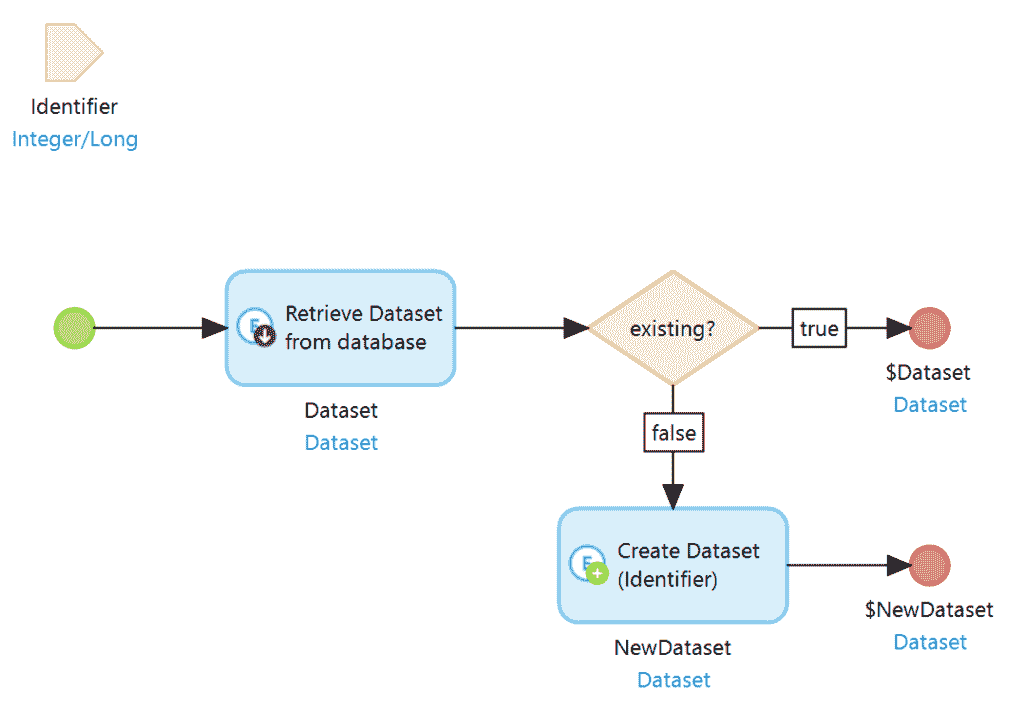 Identifier
Integer/Long
Retrieve Dataset
from database
Dataset
Dataset
existing?
true
$Dataset
Dataset
false
E
Create Dataset
(Identifier)
NewDataset
Dataset
$NewDataset
Dataset